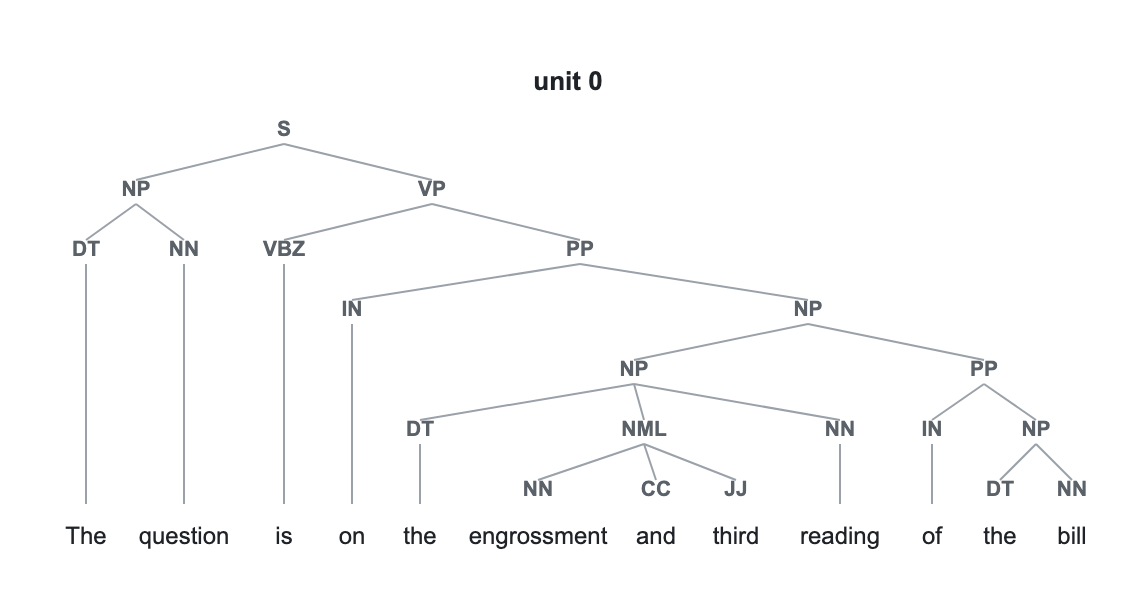 unit 0
S
NP VP
DT NN VBZ PP
IN NP
NP PP
DT NML NN IN NP
NN CC JJ DT NN
The question is on the engrossment and third reading of the bill